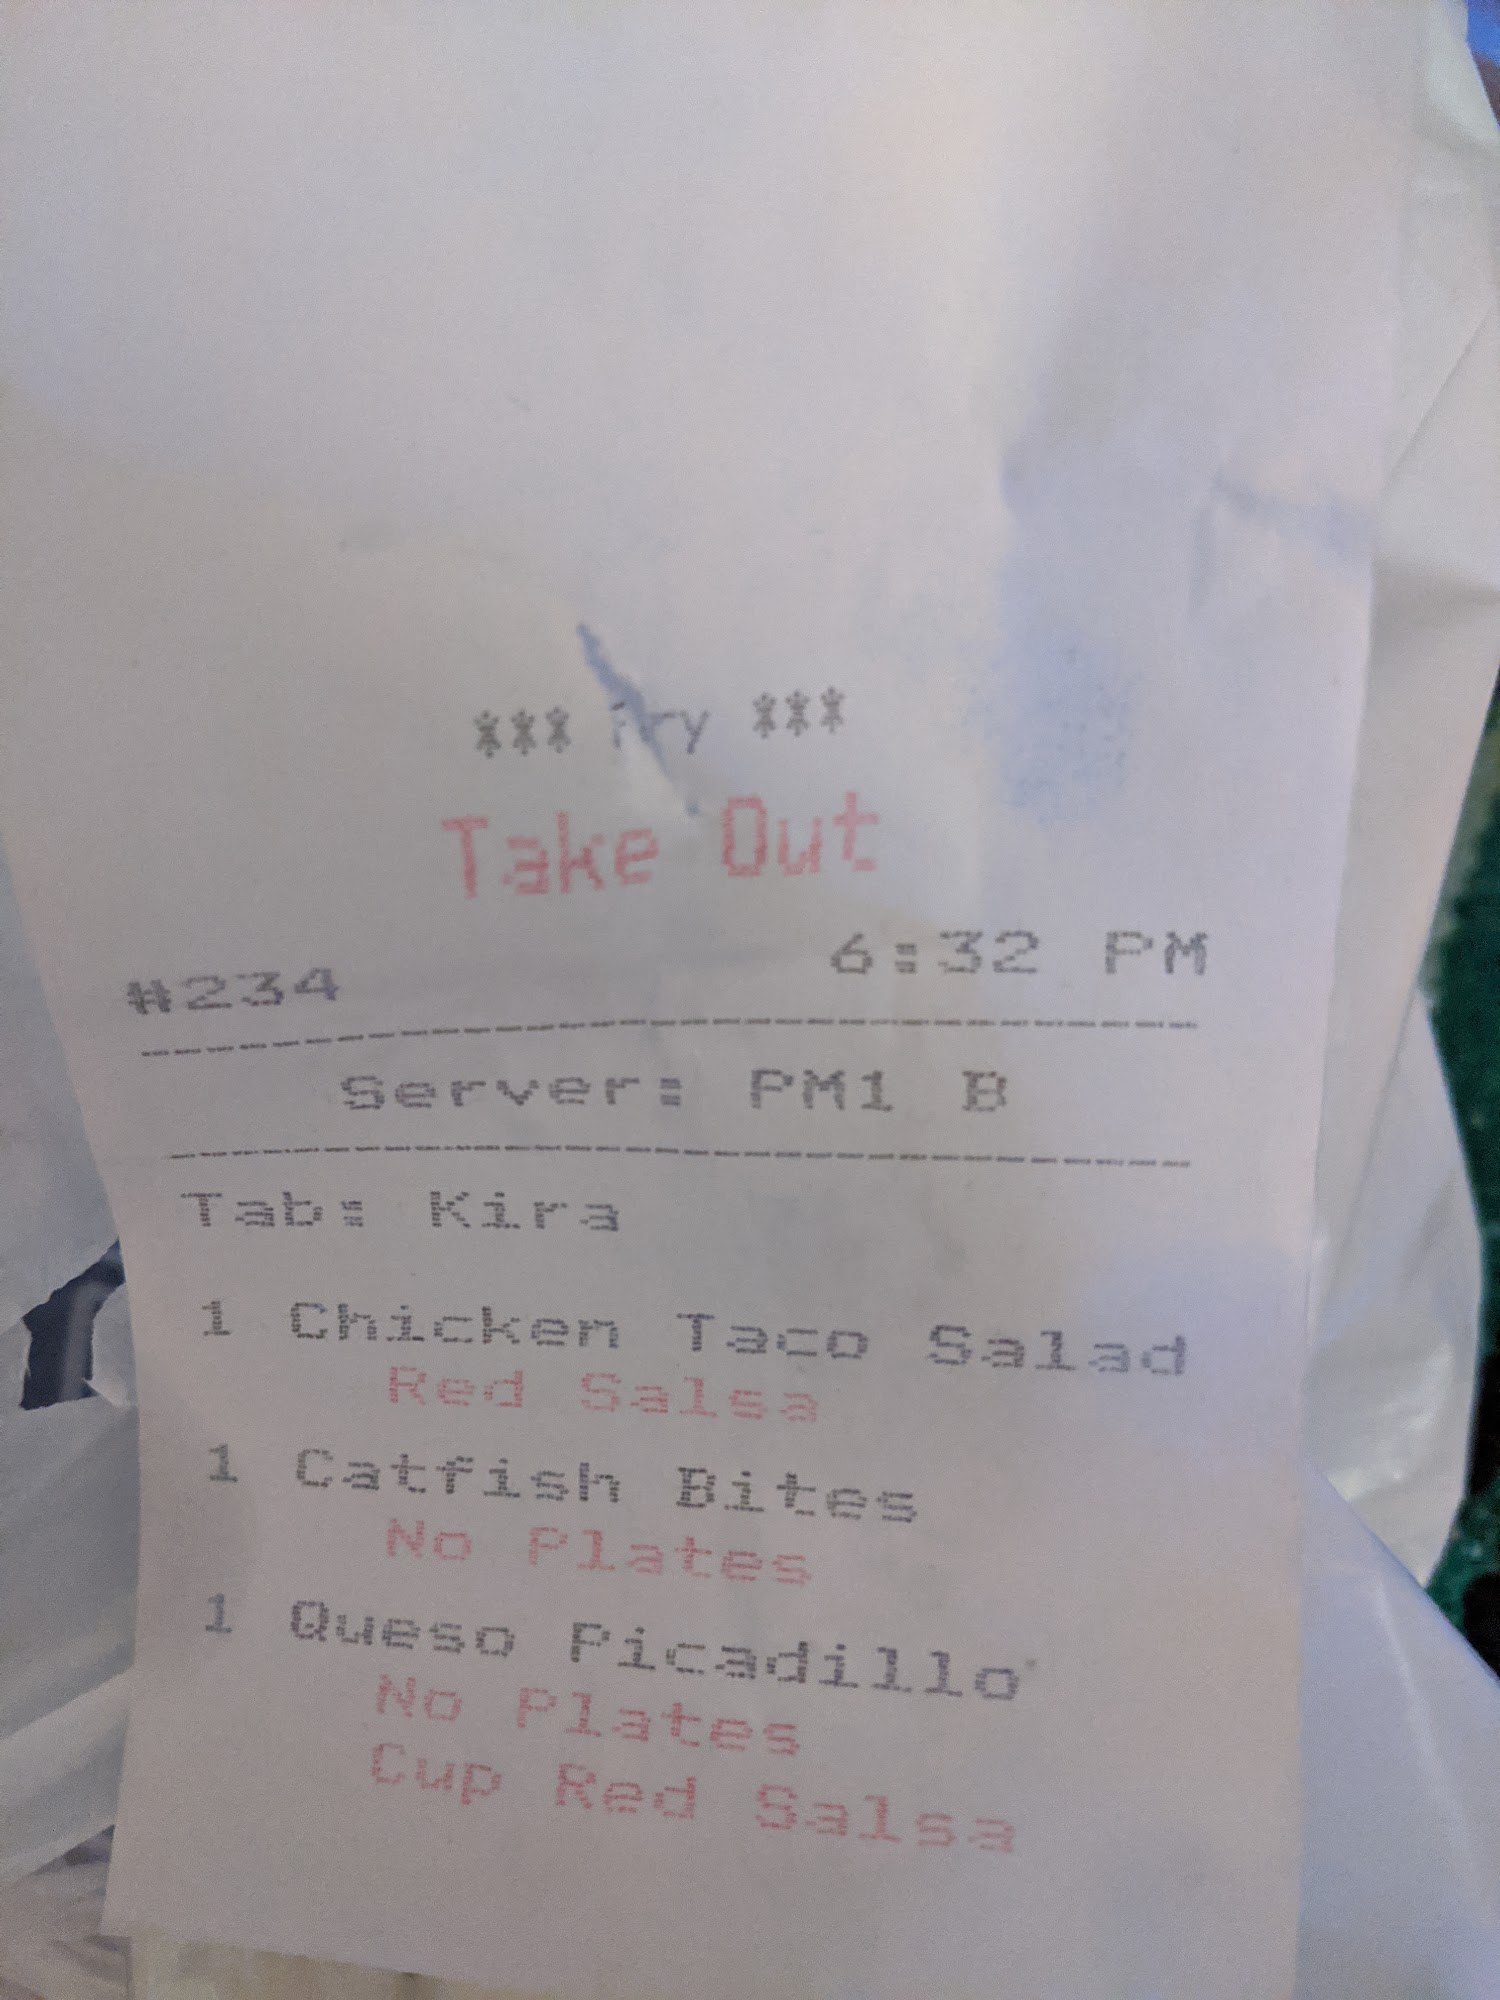 *** Fry ***
Take Out
#234 6:32 PM
Server: PM1 B
Tab: Kira
1 Chicken Taco Salad
Red Salsa
1 Catfish Bites
No Plates
1 Queso Picadillo
No Plates
Cup Red Salsa